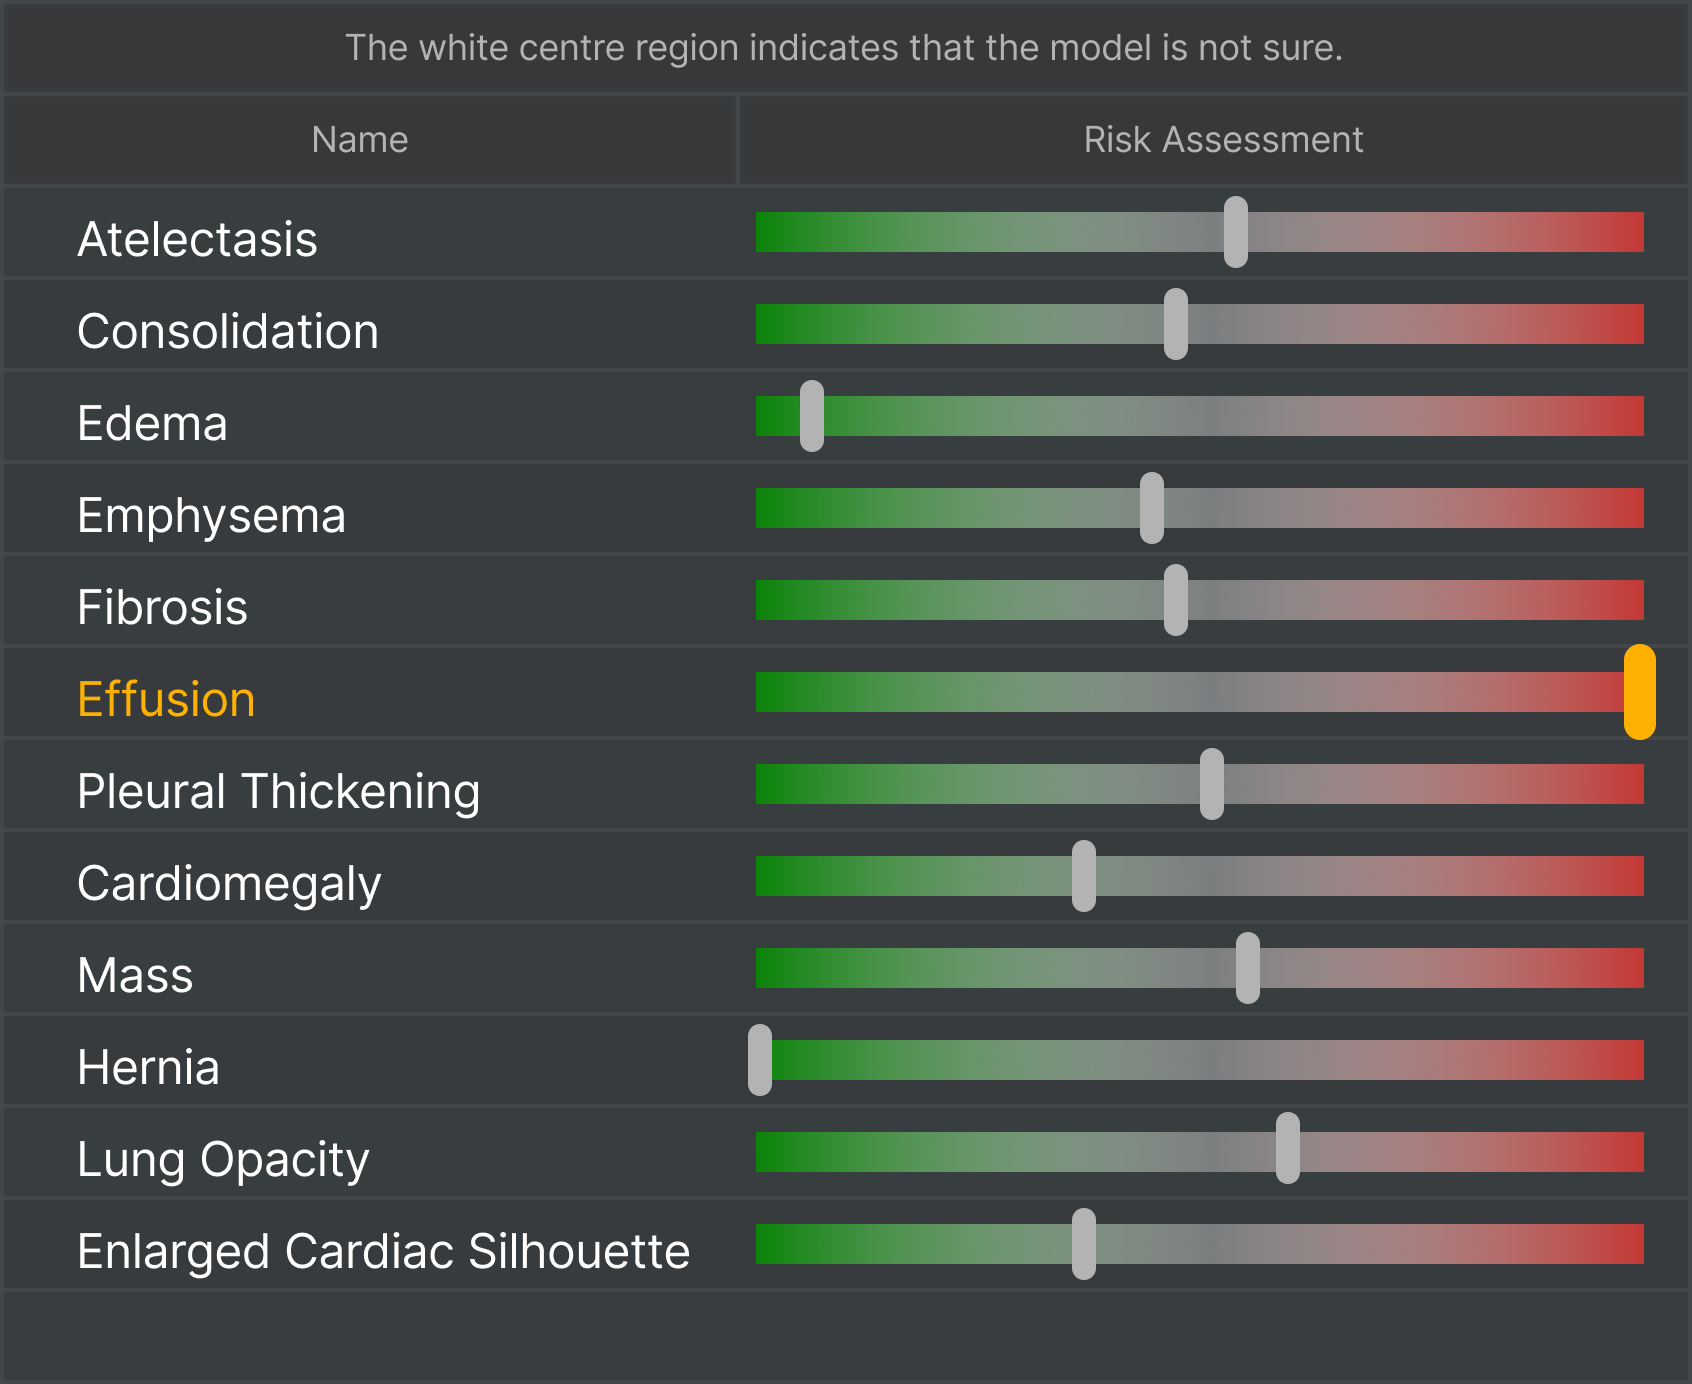 The white centre region indicates that the model is not sure.
Name
Risk Assessment
Atelectasis
Consolidation
Edema
Emphysema
Fibrosis
Effusion
Pleural Thickening
Cardiomegaly
Mass
Hernia
Lung Opacity
Enlarged Cardiac Silhouette